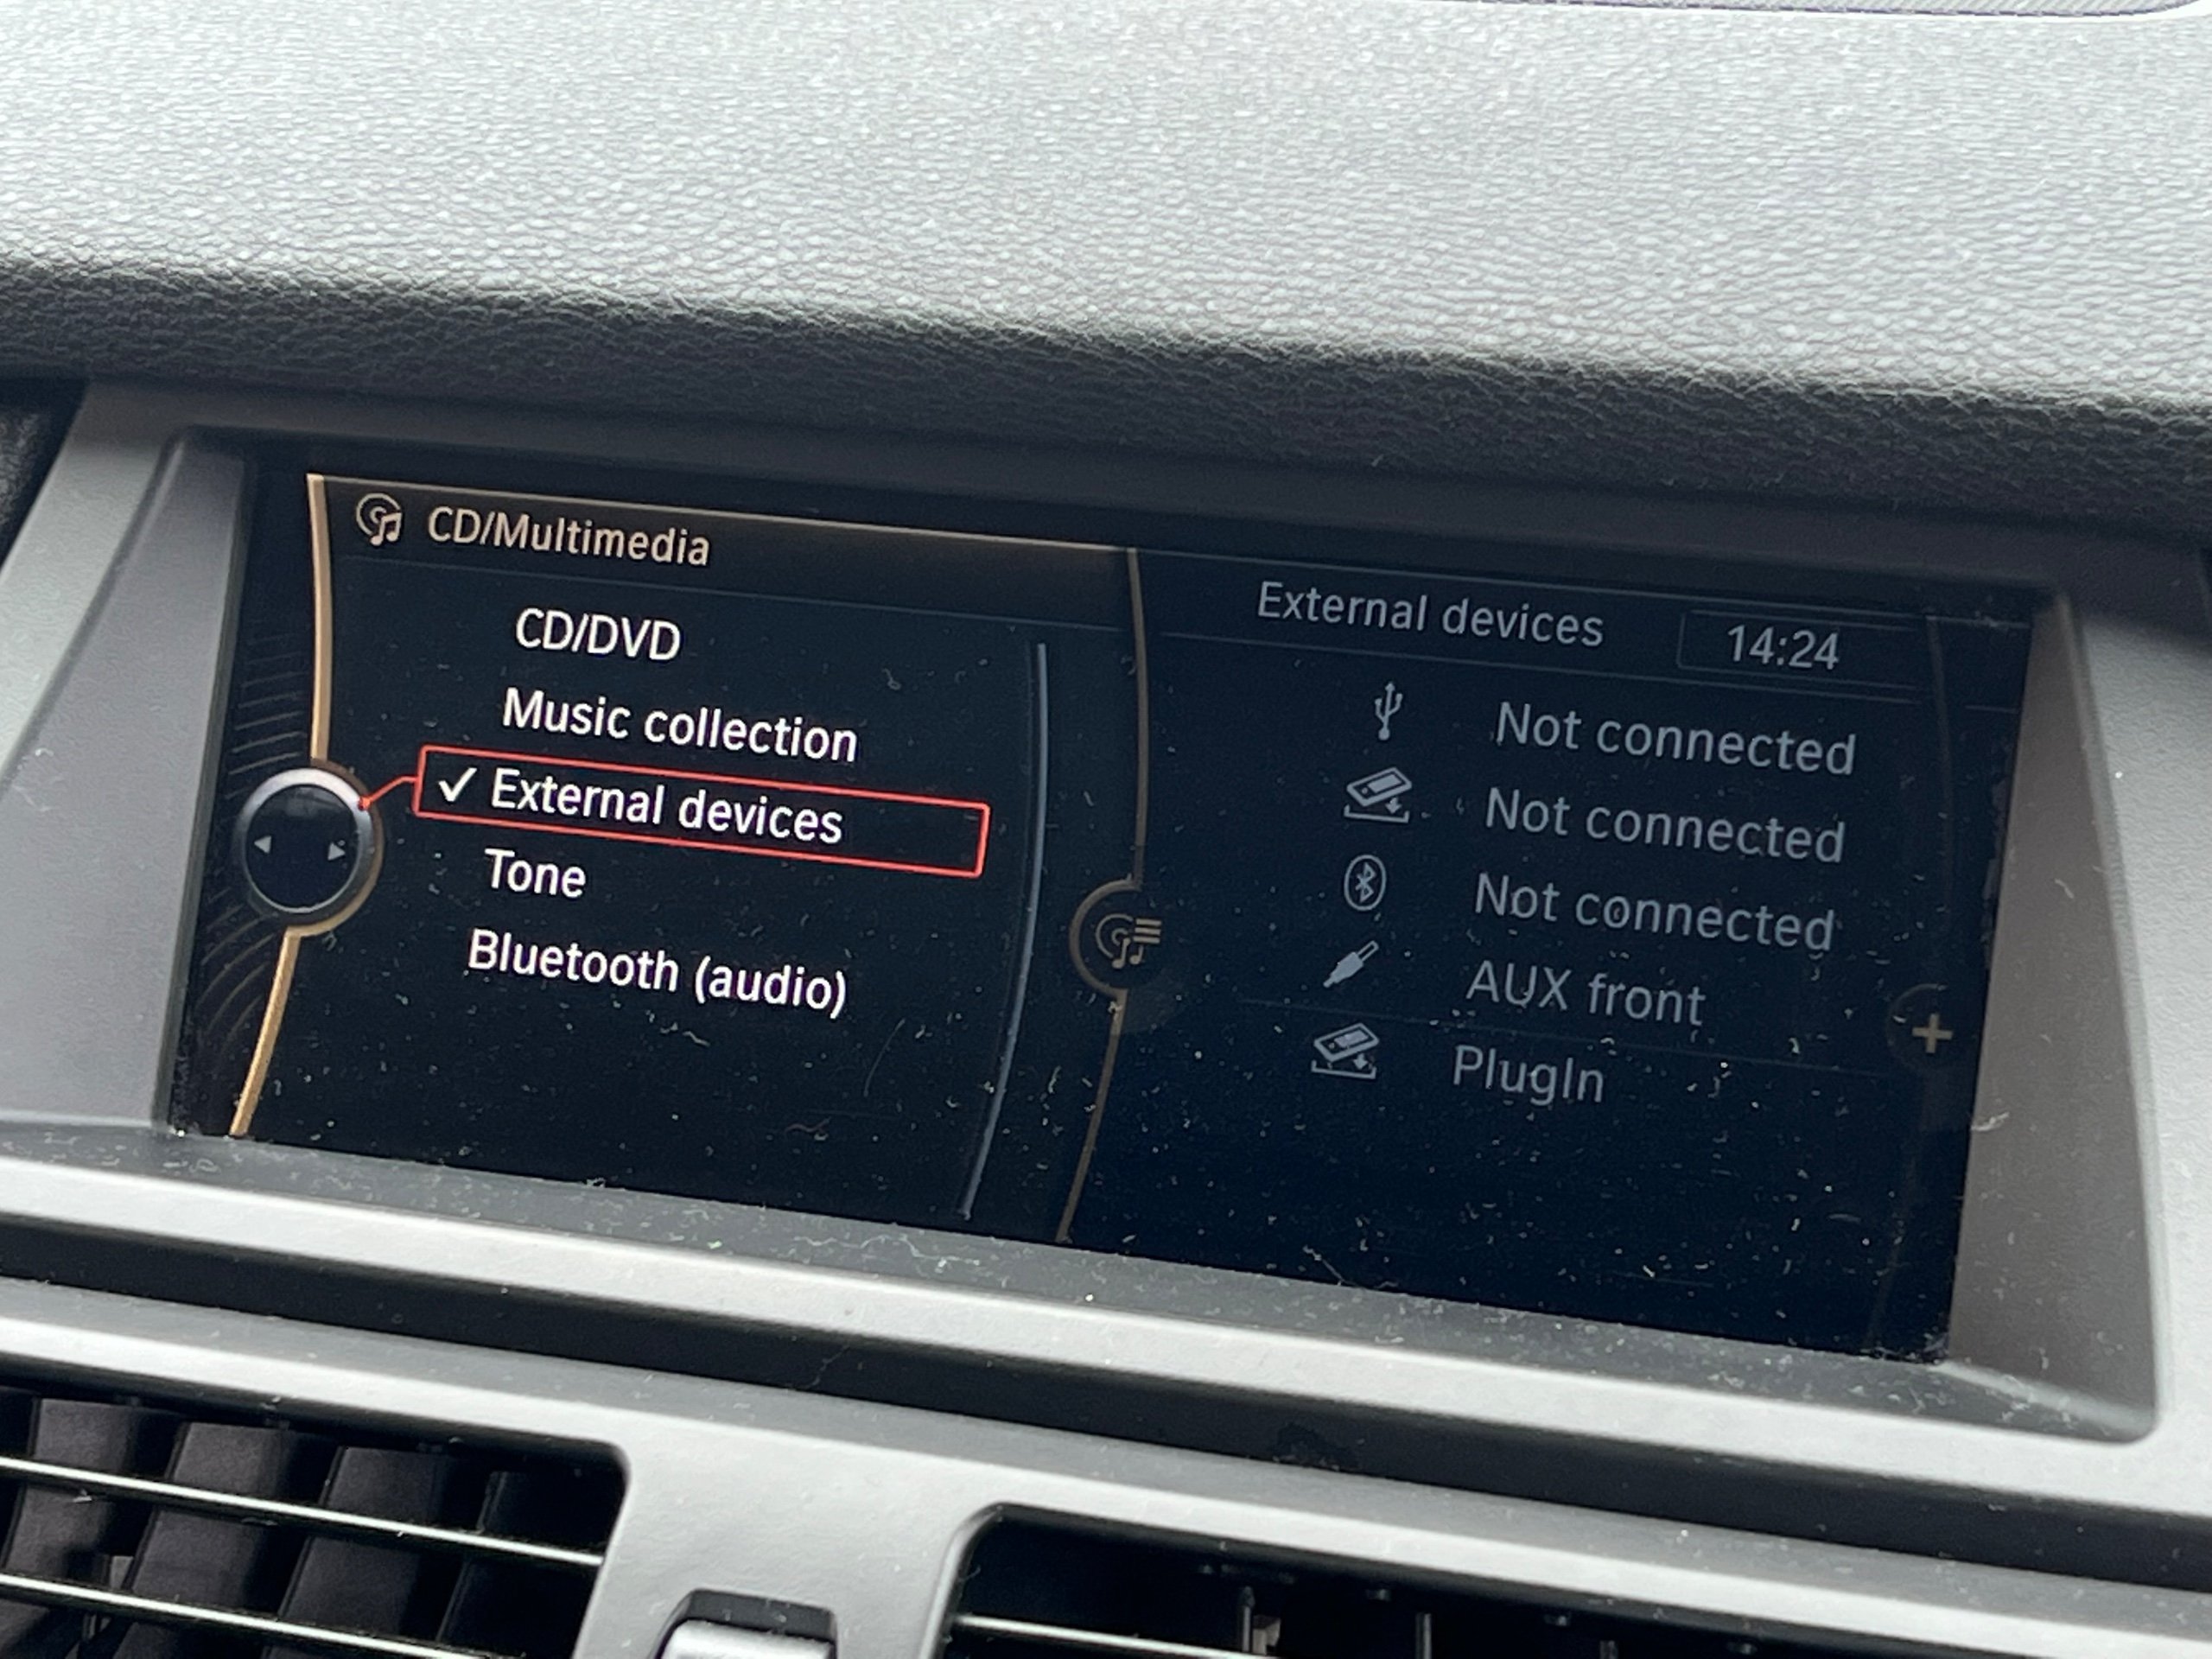 CD/Multimedia
CD/DVD
Music collection
✓ External devices
Tone
Bluetooth (audio)
External devices 14:24
Not connected
Not connected
Not connected
AUX front
PlugIn